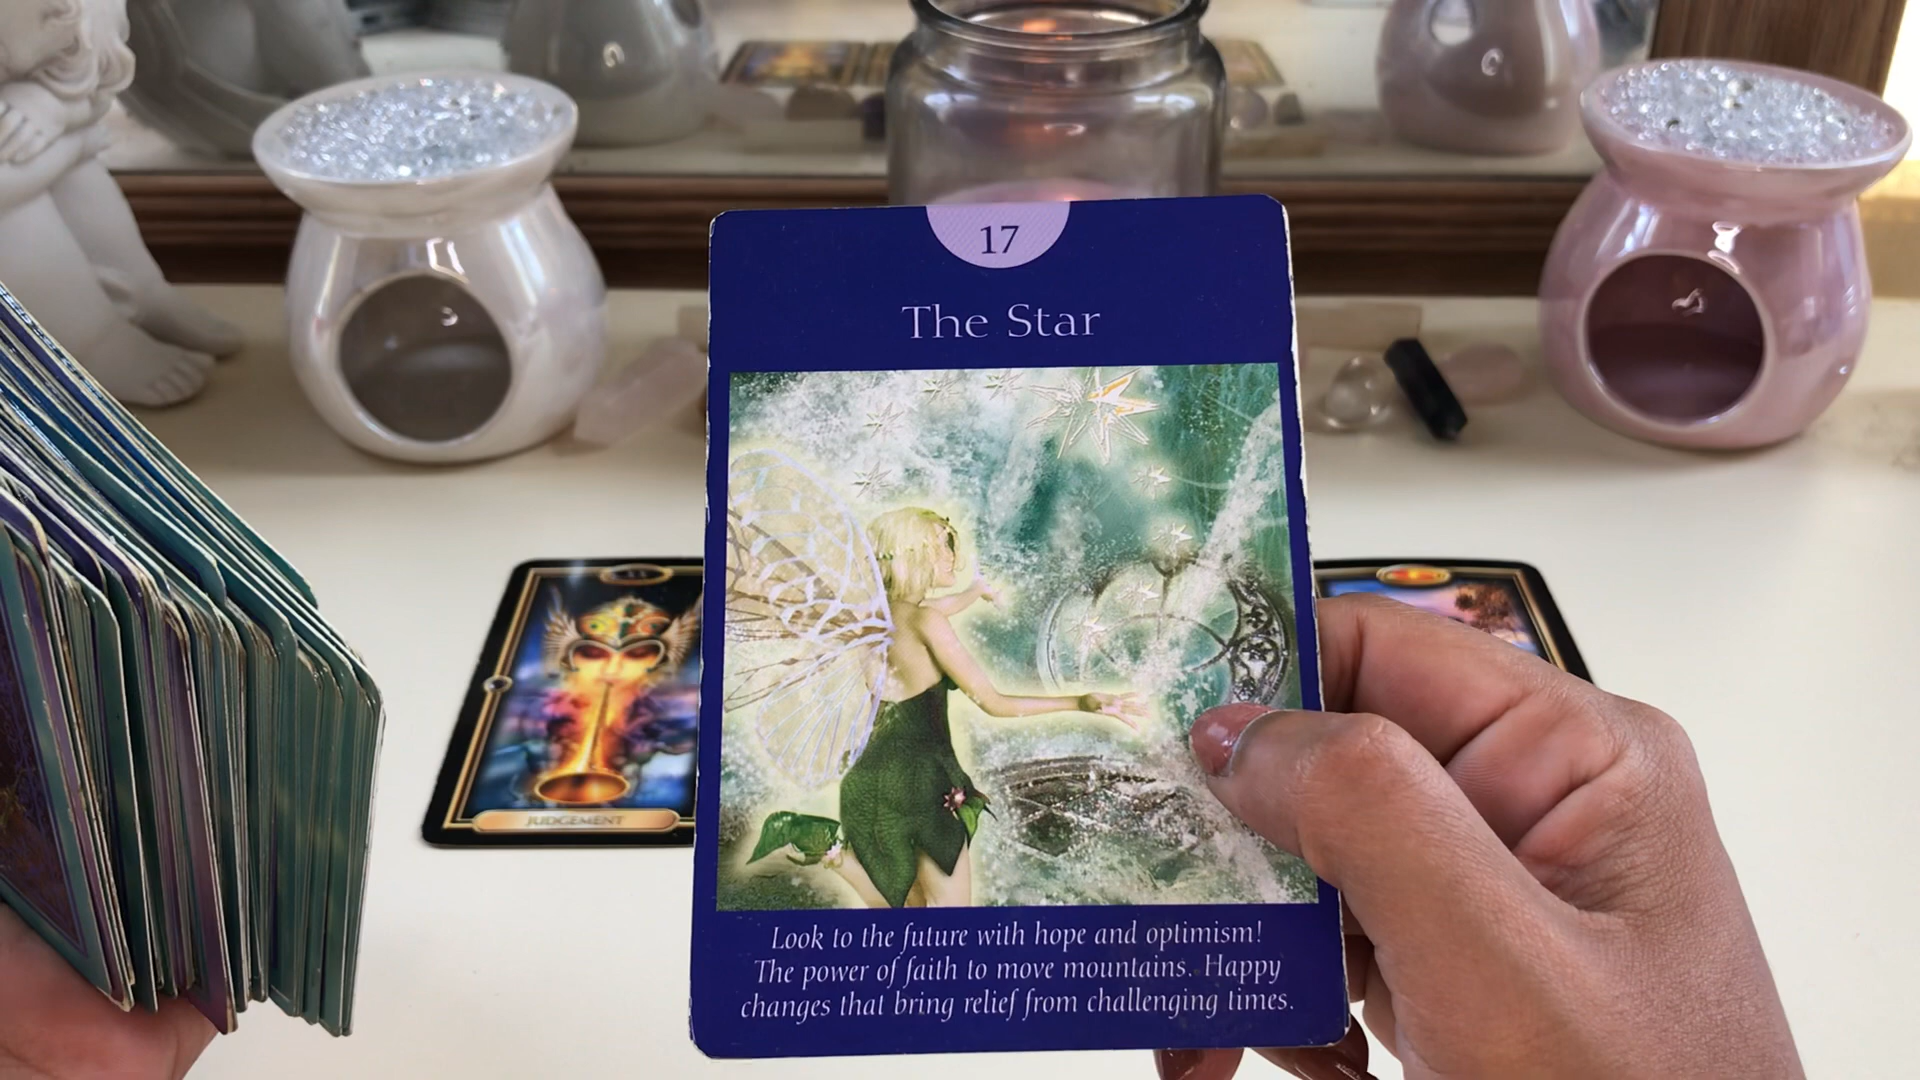 17
The Star
JUDGEMENT
Look to the future with hope and optimism!
The power of faith to move mountains. Happy
changes that bring relief from challenging times.